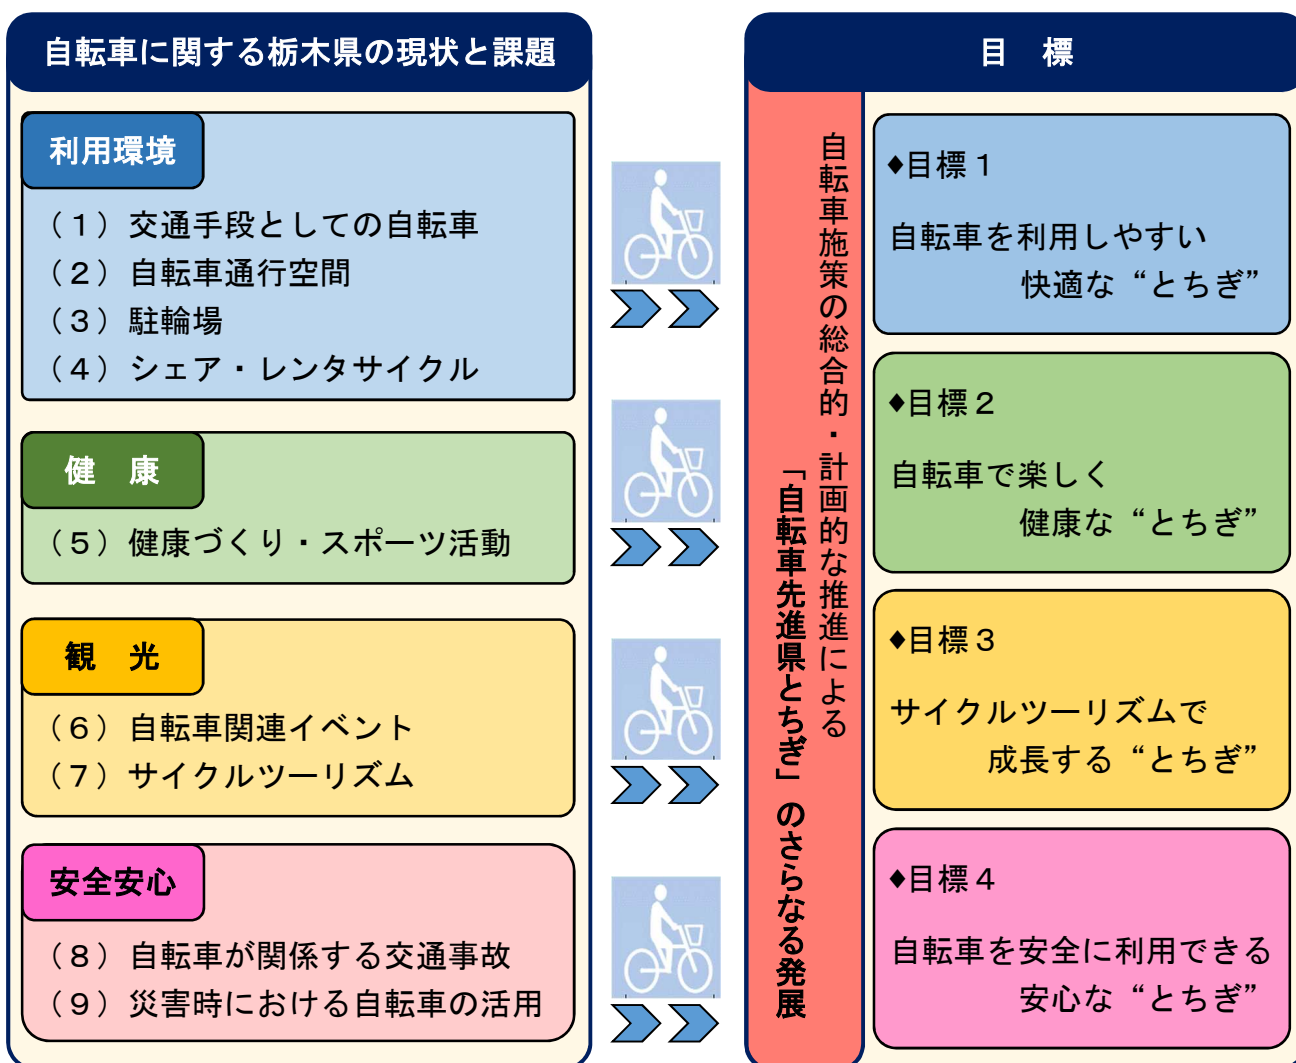 自転車に関する栃木県の現状と課題
利用環境
（１）交通手段としての自転車
（２）自転車通行空間
（３）駐輪場
（４）シェア・レンタサイクル
健　康
（５）健康づくり・スポーツ活動
観　光
（６）自転車関連イベント
（７）サイクルツーリズム
安全安心
（８）自転車が関係する交通事故
（９）災害時における自転車の活用
目　標
自転車施策の総合的・計画的な推進による
「自転車先進県とちぎ」のさらなる発展
♦目標１
自転車を利用しやすい
快適な“とちぎ”
♦目標２
自転車で楽しく
健康な“とちぎ”
♦目標３
サイクルツーリズムで
成長する“とちぎ”
♦目標４
自転車を安全に利用できる
安心な“とちぎ”